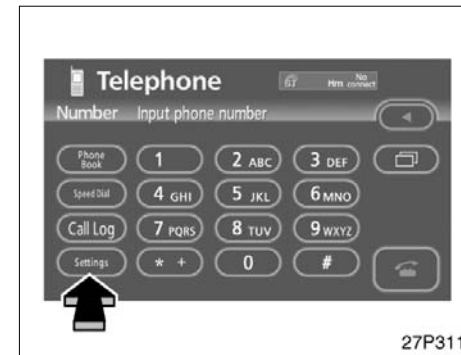 Telephone
BT Hm No connect
Number Input phone number
Phone Book 1 2 ABC 3 DEF
Speed Dial 4 GHI 5 JKL 6 MNO
Call Log 7 PQRS 8 TUV 9 WXYZ
Settings * + 0 #
27P311